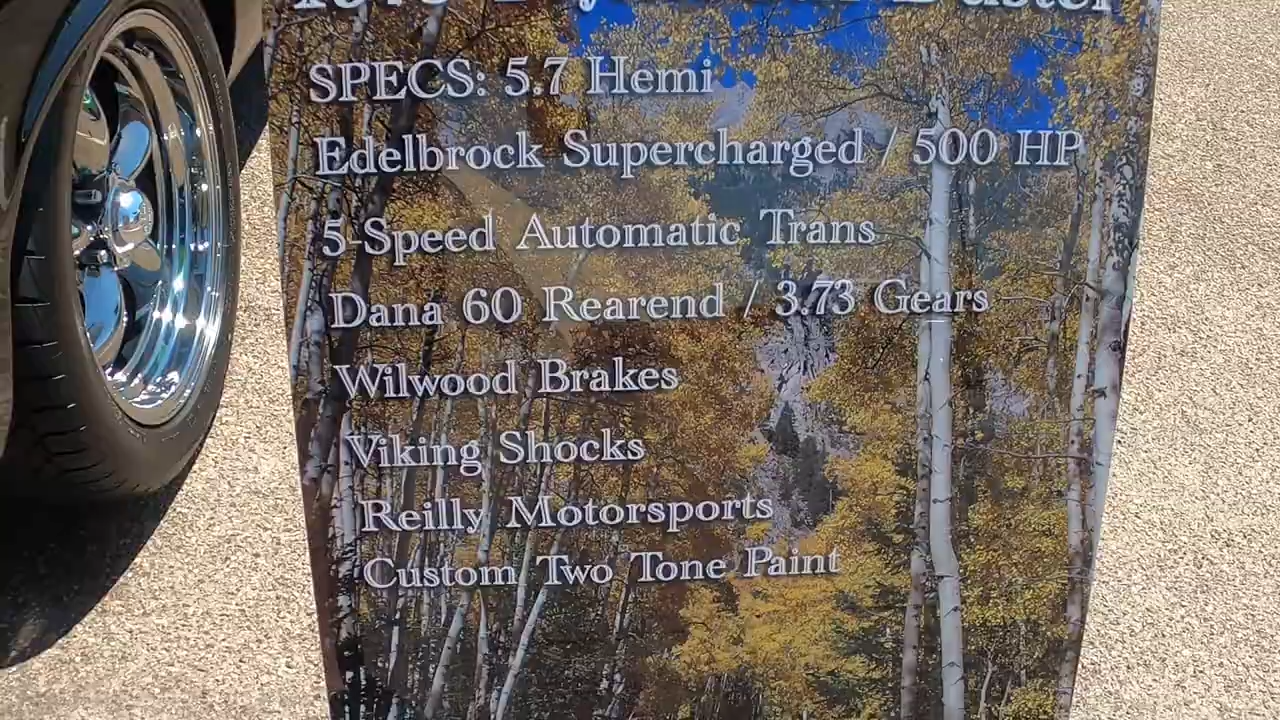 Duster
SPECS: 5.7 Hemi
Edelbrock Supercharged / 500 HP
5-Speed Automatic Trans
Dana 60 Rearend / 3.73 Gears
Wilwood Brakes
Viking Shocks
Reilly Motorsports
Custom Two Tone Paint